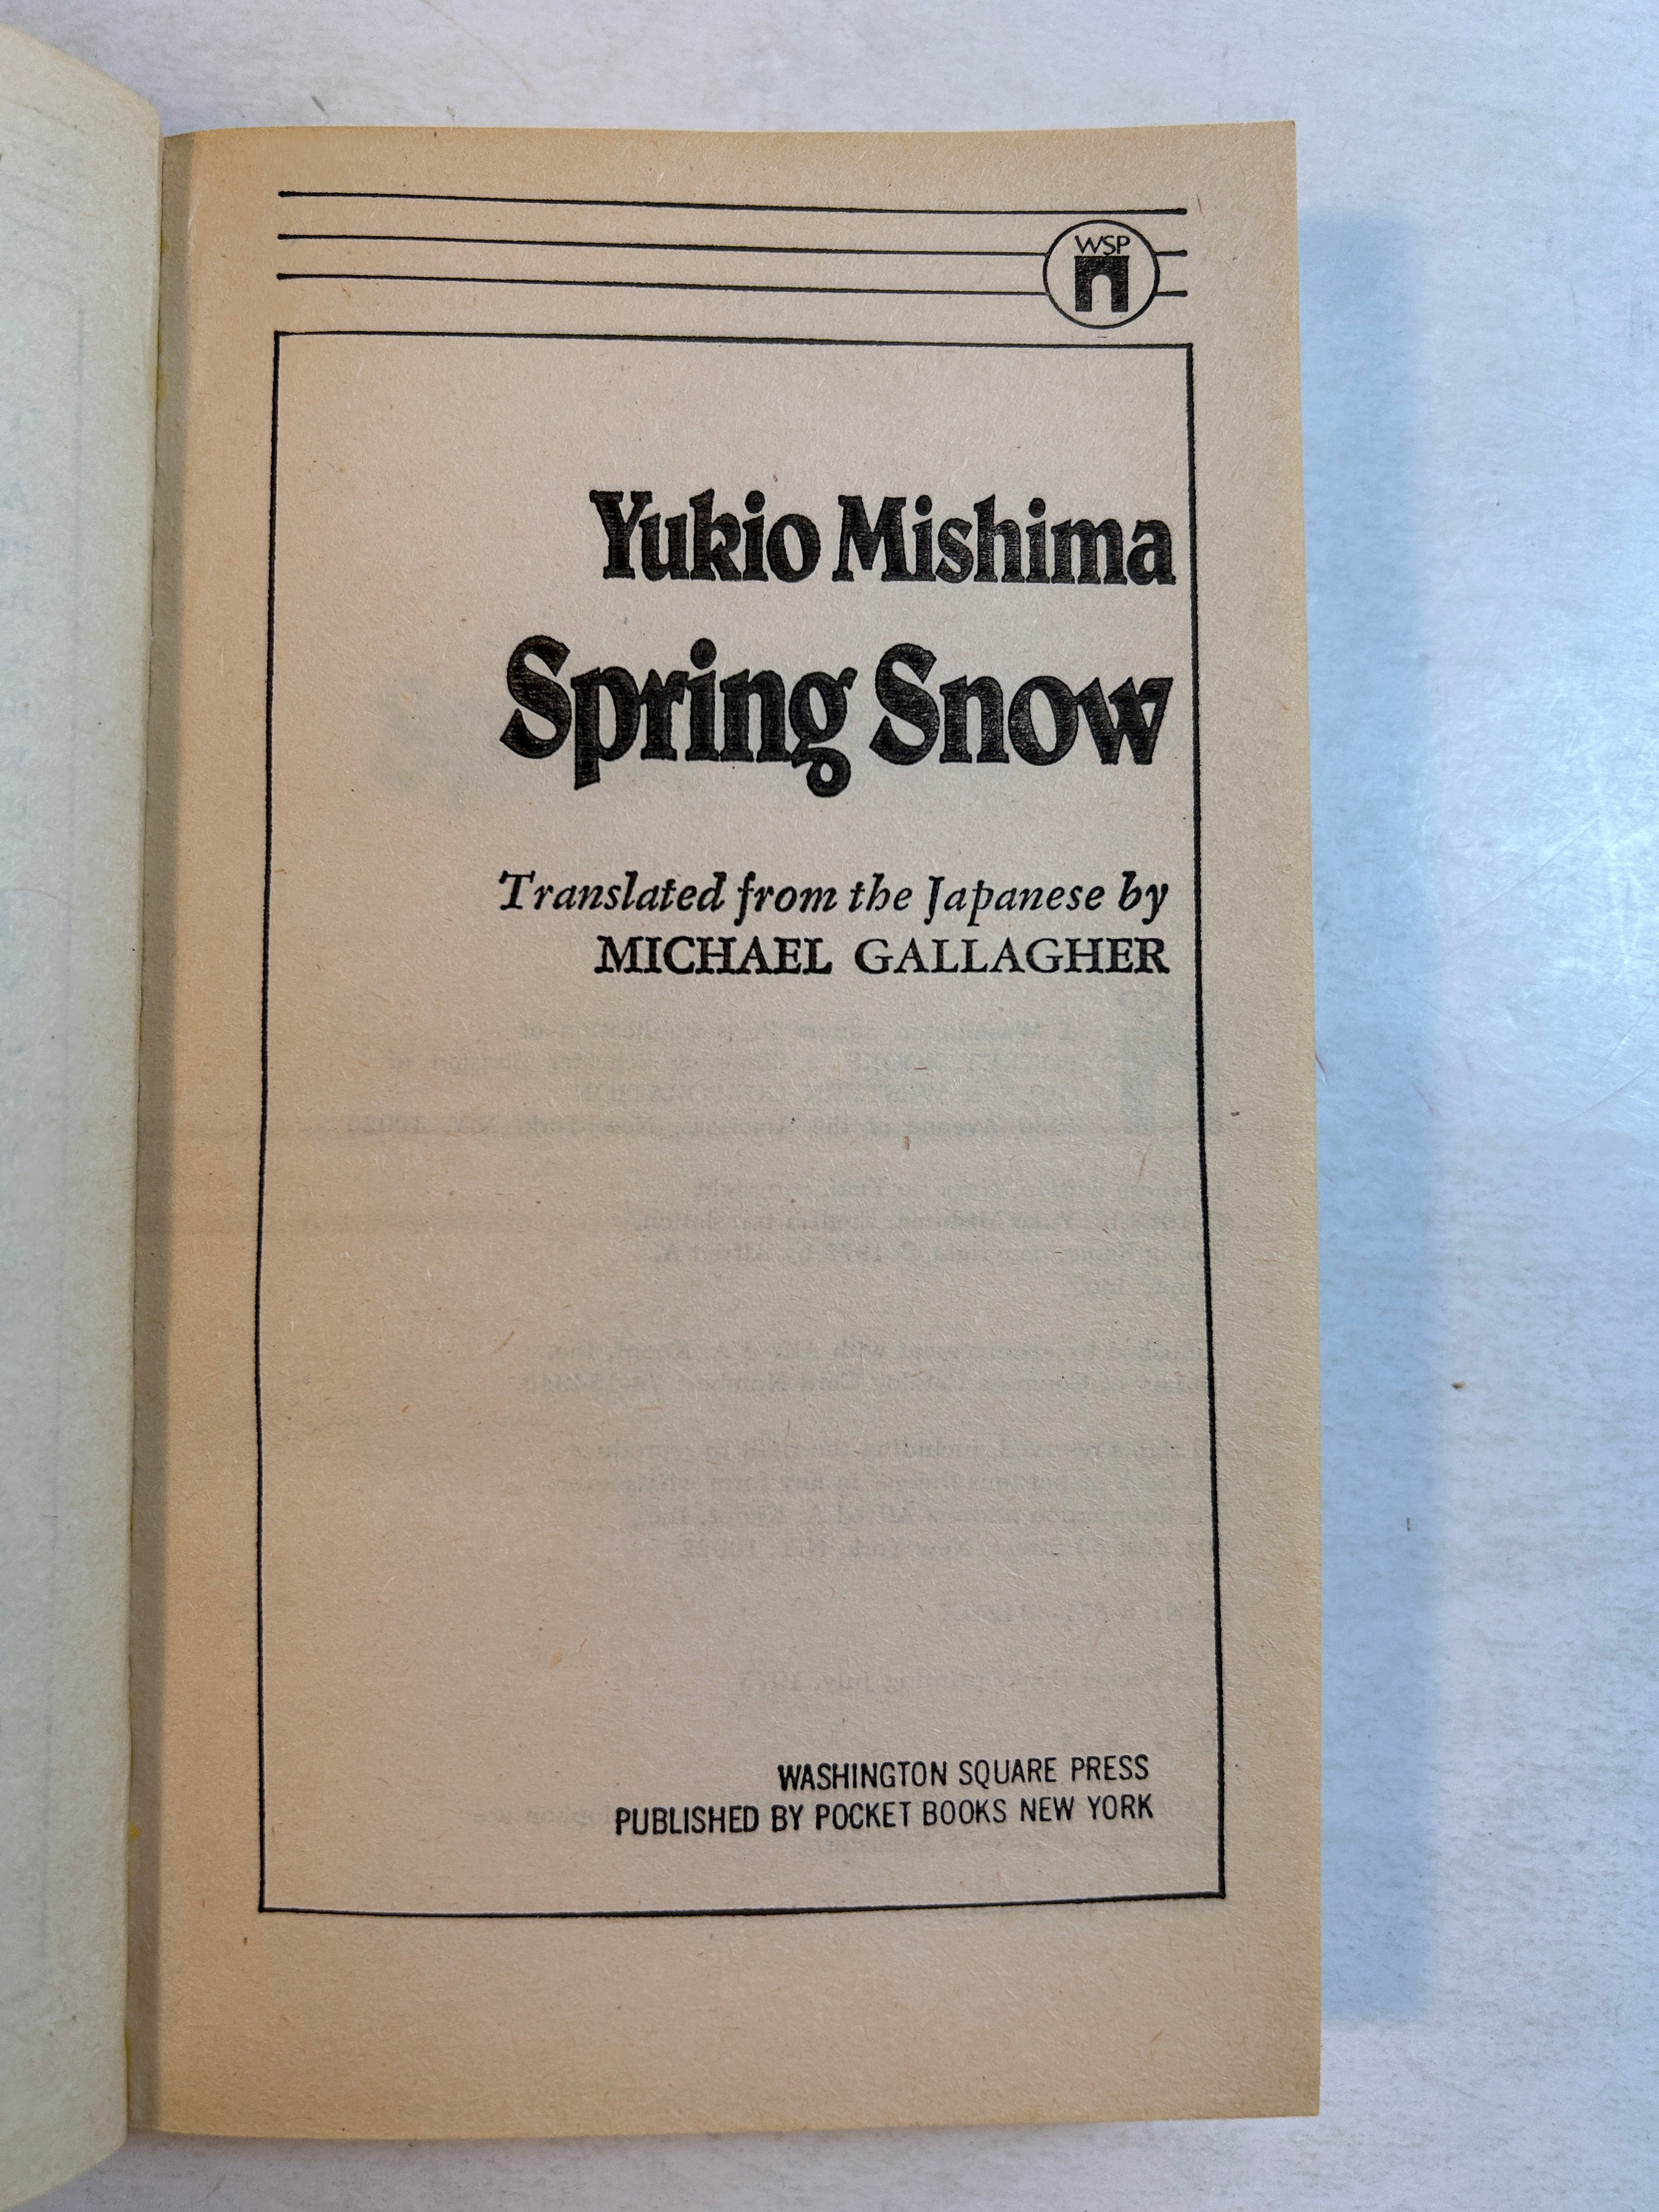 WSP
Yukio Mishima
Spring Snow
Translated from the Japanese by
MICHAEL GALLAGHER
WASHINGTON SQUARE PRESS
PUBLISHED BY POCKET BOOKS NEW YORK